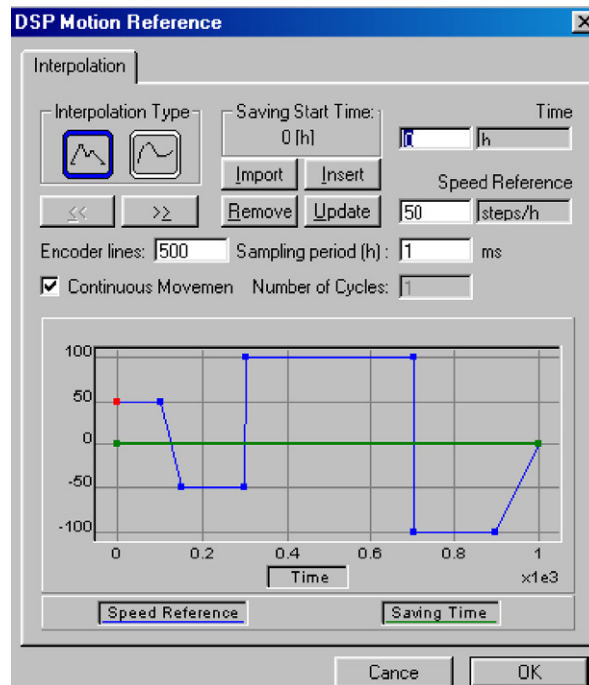 DSP Motion Reference
Interpolation
Interpolation Type
Saving Start Time:
0 [h]
Time
0 h
Import Insert
Speed Reference
<< >> Remove Update 50 steps/h
Encoder lines: 500 Sampling period (h) : 1 ms
Continuous Movemen Number of Cycles: 1
100
50
0
-50
-100
0 0.2 0.4 0.6 0.8 1
Time x1e3
Speed Reference Saving Time
Cance OK